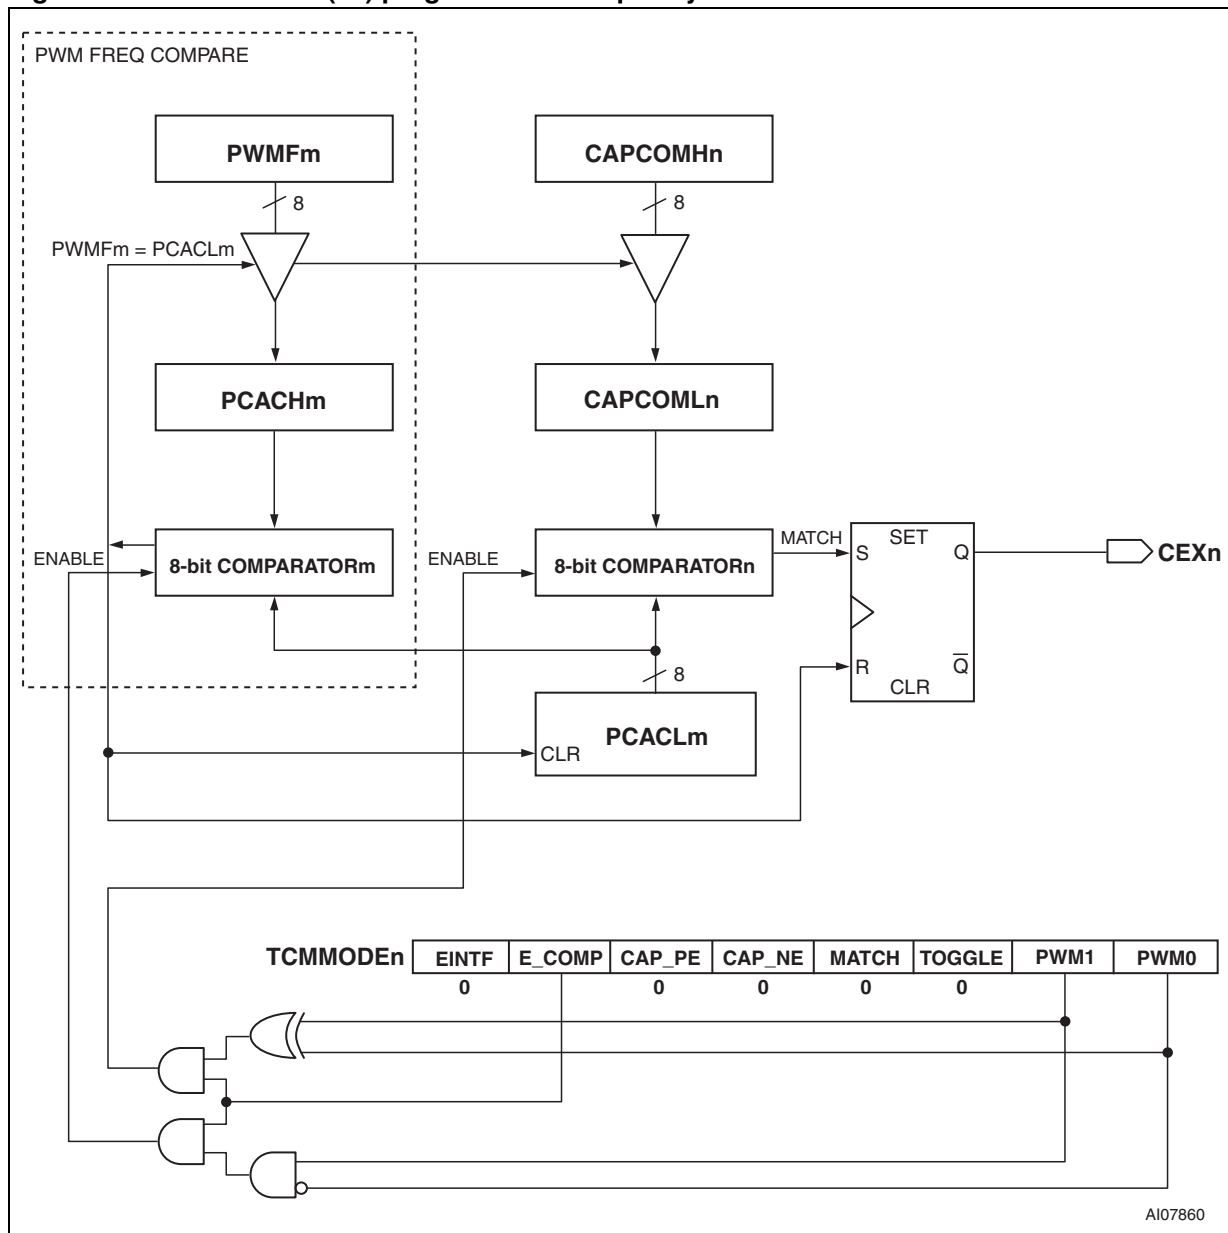 PWM FREQ COMPARE
PWMFm
CAPCOMHn
8
8
PWMFm = PCACLm
PCACHm
CAPCOMLn
ENABLE
8-bit COMPARATORm
ENABLE
8-bit COMPARATORn
MATCH
SET
S
Q
CEXn
R
Q
CLR
8
PCACLm
CLR
TCMMODEn
EINTF
E_COMP
CAP_PE
CAP_NE
MATCH
TOGGLE
PWM1
PWM0
0
0
0
0
0
AI07860